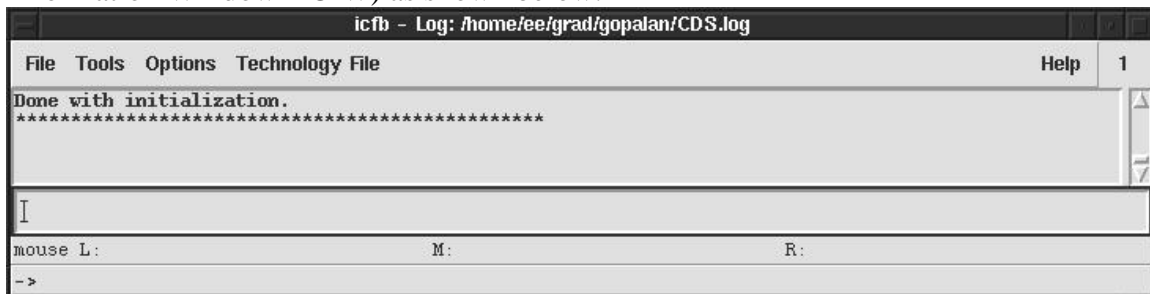 icfb – Log: /home/ee/grad/gopalan/CDS.log
File Tools Options Technology File Help 1
Done with initialization.
************************************************
mouse L: M: R:
->